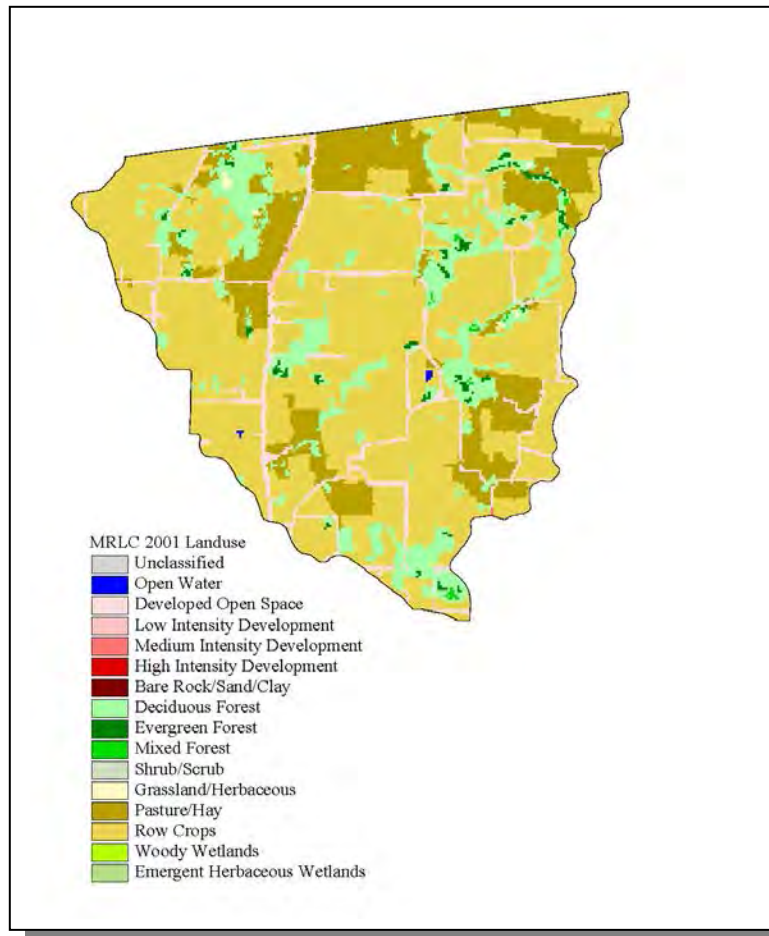 MRLC 2001 Landuse
Unclassified
Open Water
Developed Open Space
Low Intensity Development
Medium Intensity Development
High Intensity Development
Bare Rock/Sand/Clay
Deciduous Forest
Evergreen Forest
Mixed Forest
Shrub/Scrub
Grassland/Herbaceous
Pasture/Hay
Row Crops
Woody Wetlands
Emergent Herbaceous Wetlands